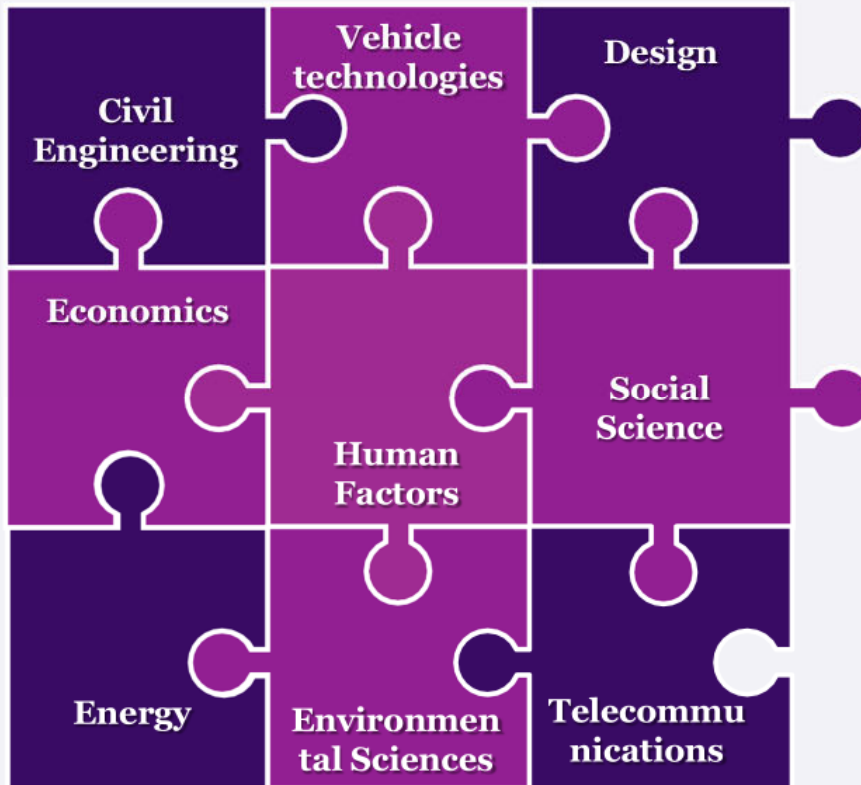 Civil
Engineering
Vehicle
technologies
Design
Economics
Human
Factors
Social
Science
Energy
Environmen
tal Sciences
Telecommu
nications